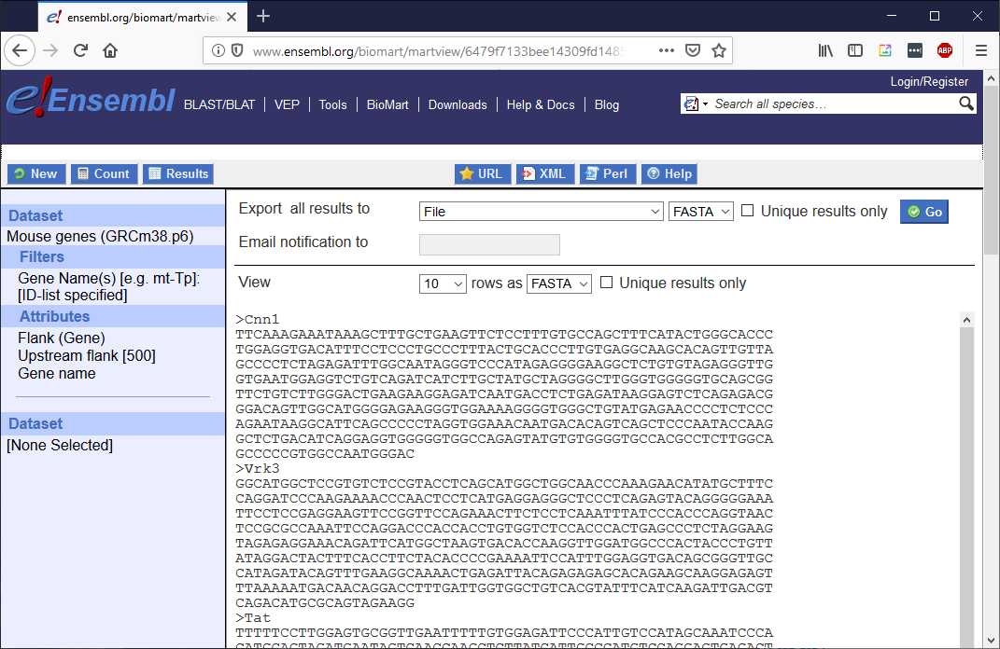 ensembl.org/biomart/martview
www.ensembl.org/biomart/martview/6479f7133bee14309fd148
ABP
Login/Register
e!Ensembl
BLAST/BLAT | VEP | Tools | BioMart | Downloads | Help & Docs | Blog
e! Search all species…
New Count Results URL XML Perl Help
Dataset
Mouse genes (GRCm38.p6)
Filters
Gene Name(s) [e.g. mt-Tp]:
[ID-list specified]
Attributes
Flank (Gene)
Upstream flank [500]
Gene name
Dataset
[None Selected]
Export all results to File FASTA Unique results only Go
Email notification to
View 10 rows as FASTA Unique results only
>Cnn1
TTCAAAGAAATAAAGCTTTGCTGAAGTTCTCCTTTGTGCCAGCTTTCATACTGGGCACCC
TGGAGGTGACATTTCCTCCCTGCCCTTTACTGCACCCTTGTGAGGCAAGCACAGTTGTTA
GCCCCTCTAGAGATTTGGCAATAGGGTCCCATAGAGGGGAAGGCTCTGTGTAGAGGGTTG
GTGAATGGAGGTCTGTCAGATCATCTTGCTATGCTAGGGGCTTGGGTGGGGGTGCAGCGG
TTCTGTCTTGGGACTGAAGAAGGAGATCAATGACCTCTGAGATAAGGAGTCTCAGAGACG
GGACAGTTGGCATGGGGAGAAGGGTGGAAAAGGGGTGGGCTGTATGAGAACCCCTCTCCC
AGAATAAGGCATTCAGCCCCCTAGGTGGAAACAATGACACAGTCAGCTCCCAATACCAAG
GCTCTGACATCAGGAGGTGGGGGTGGCCAGAGTATGTGTGGGGTGCCACGCCTCTTGGCA
GCCCCCGTGGCCAATGGGAC
>Vrk3
GGCATGGCTCCGTGTCTCCGTACCTCAGCATGGCTGGCAACCCAAAGAACATATGCTTTC
CAGGATCCCAAGAAAACCCAACTCCTCATGAGGAGGGCTCCCTCAGAGTACAGGGGGAAA
TTCCTCCGAGGAAGTTCCGGTTCCAGAAACTTCTCCTCAAATTTATCCCACCCAGGTAAC
TCCGCGCCAAATTCCAGGACCCACCACCTGTGGTCTCCACCCACTGAGCCCTCTAGGAAG
TAGAGAGGAAACAGATTCATGGCTAAGTGACACCAAGGTTGGATGGCCCACTACCCTGTT
ATAGGACTACTTTCACCTTCTACACCCCGAAAATTCCATTTGGAGGTGACAGCGGGTTGC
CATAGATACAGTTTGAAGGCAAAACTGAGATTACAGAGAGAGCACAGAAGCAAGGAGAGT
TTAAAAATGACAACAGGACCTTTGATTGGTGGCTGTCACGTATTTCATCAAGATTGACGT
CAGACATGCGCAGTAGAAGG
>Tat
TTTTTCCTTGGAGTGCGGTTGAATTTTTGTGGAGATTCCCATTGTCCATAGCAAATCCCA